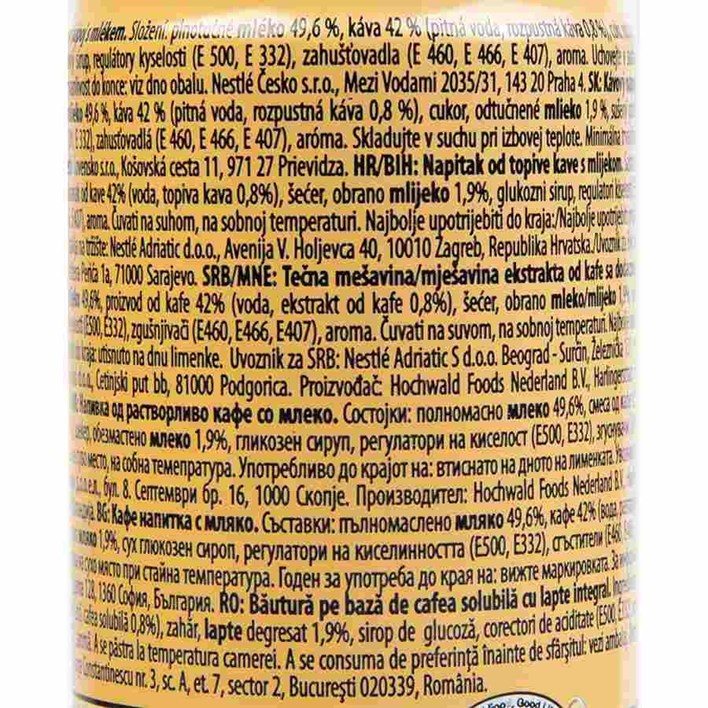 s mlékem. Složení: plnotučné mléko 49,6 %, káva 42 % (pitná voda, rozpustná káva 0,8 %),
sirup, regulátory kyselosti (E 500, E 332), zahušťovadla (E 460, E 466, E 407), aroma.
do konce: viz dno obalu. Nestlé Česko s.r.o., Mezi Vodami 2035/31, 143 20 Praha 4. SK:
49,6 %, káva 42 % (pitná voda, rozpustná káva 0,8 %), cukor, odtučnené mlieko 1,9 %,
E 332), zahusťovadlá (E 460, E 466, E 407), aróma. Skladujte v suchu pri izbovej teplote.
s.r.o., Košovská cesta 11, 971 27 Prievidza. HR/BIH: Napitak od topive kave s mlijekom.
od kave 42% (voda, topiva kava 0,8%), šećer, obrano mlijeko 1,9%, glukozni sirup, regulatori
aroma. Čuvati na suhom, na sobnoj temperaturi. Najbolje upotrijebiti do kraja:/Najbolje
na tržište: Nestlé Adriatic d.o.o., Avenija V. Holjevca 40, 10010 Zagreb, Republika Hrvatska./Uvoznik
Perića 1a, 71000 Sarajevo. SRB/MNE: Tečna mešavina/mješavina ekstrakta od kafe sa
49,6%, proizvod od kafe 42% (voda, ekstrakt od kafe 0,8%), šećer, obrano mleko/mlijeko
(E500, E332), zgušnjivači (E460, E466, E407), aroma. Čuvati na suvom, na sobnoj temperaturi.
kraja: utisnuto na dnu limenke. Uvoznik za SRB: Nestlé Adriatic S d.o.o. Beograd - Surčin, Železnička
Cetinjski put bb, 81000 Podgorica. Proizvođač: Hochwald Foods Nederland B.V.,
Напивка од растворливо кафе со млеко. Состојки: полномасно млеко 49,6%, смеса од
обезмастено млеко 1,9%, гликозен сируп, регулатори на киселост (E500, E332),
место, на собна темпратура. Употребливо до крајот на: втиснато на дното на лименката.
бул. 8. Септември бр. 16, 1000 Скопје. Производител: Hochwald Foods Nederland B.V.
BG: Кафе напитка с мляко. Съставки: пълномаслено мляко 49,6%, кафе 42%
мляко 1,9%, сух глюкозен сироп, регулатори на киселинността (E500, E332), сгъстители
място при стайна температура. Годен за употреба до края на: вижте маркировката.
128, 1360 София, България. RO: Băutură pe bază de cafea solubilă cu lapte integral.
cafea solubilă 0,8%), zahăr, lapte degresat 1,9%, sirop de glucoză, corectori de aciditate (E500,
A se păstra la temperatura camerei. A se consuma de preferință înainte de sfârșitul: vezi
Constantinescu nr. 3, sc. A, et. 7, sector 2, București 020339, România.